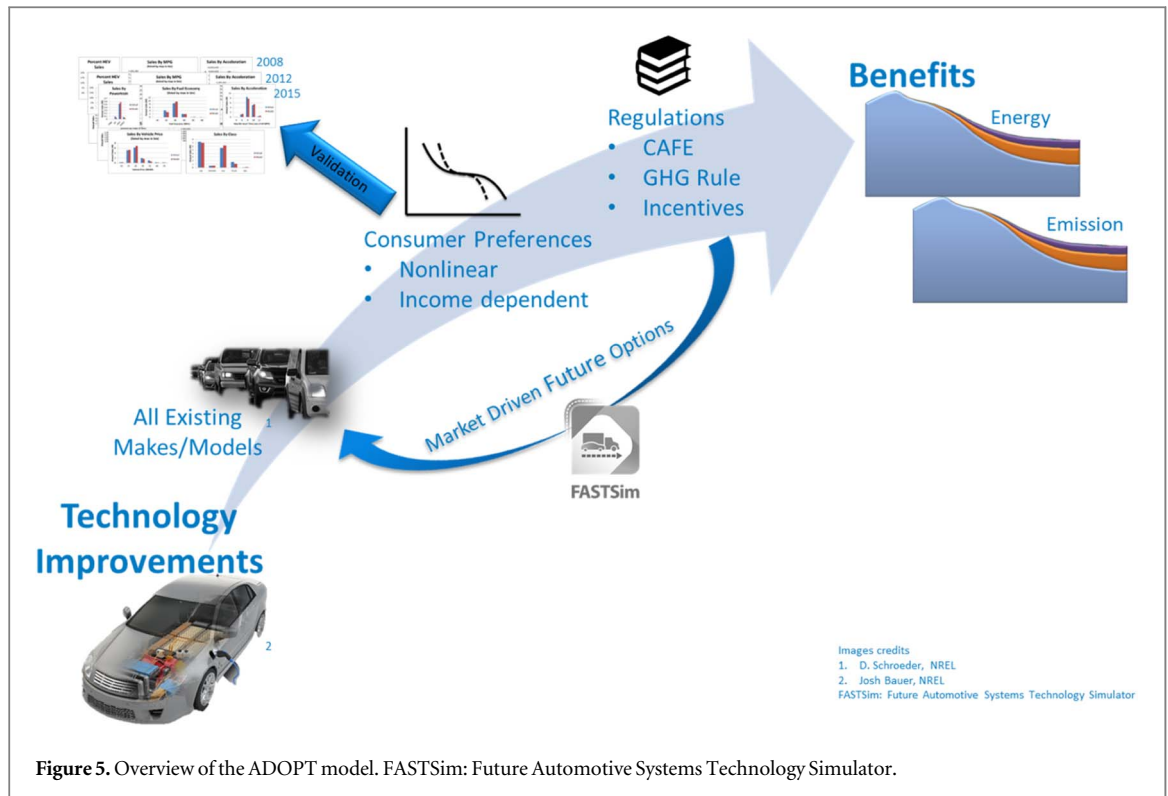 Percent HEV
Sales
Sales By MPG
Sales By Acceleration
2008
2012
2015
Sales By
Powertrain
Sales By Fuel Economy
Sales By Acceleration
Sales By Vehicle Price
Sales By Class
Validation
Regulations
• CAFE
• GHG Rule
• Incentives
Benefits
Energy
Emission
Consumer Preferences
• Nonlinear
• Income dependent
Market Driven Future Options
FASTSim
All Existing 1
Makes/Models
Technology
Improvements
2
Images credits
1. D. Schroeder, NREL
2. Josh Bauer, NREL
FASTSim: Future Automotive Systems Technology Simulator
Figure 5. Overview of the ADOPT model. FASTSim: Future Automotive Systems Technology Simulator.